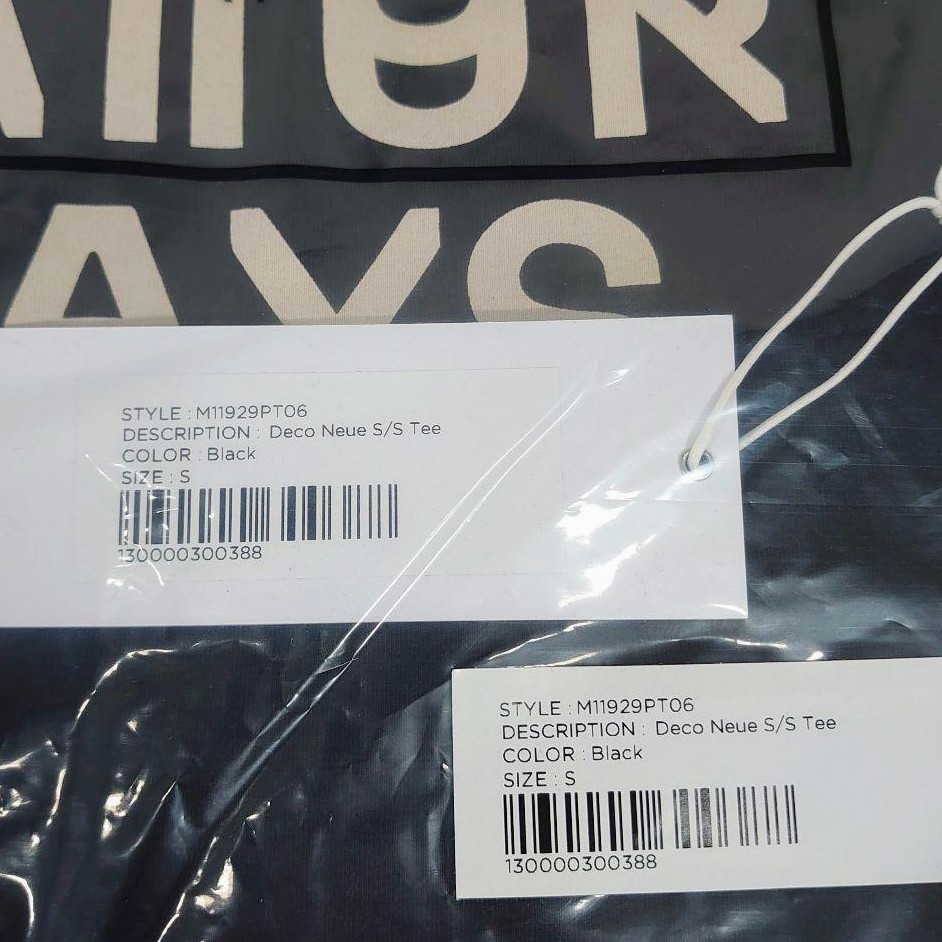 STYLE : M11929PT06
DESCRIPTION : Deco Neue S/S Tee
COLOR : Black
SIZE : S
130000300388
STYLE : M11929PT06
DESCRIPTION : Deco Neue S/S Tee
COLOR : Black
SIZE : S
130000300388